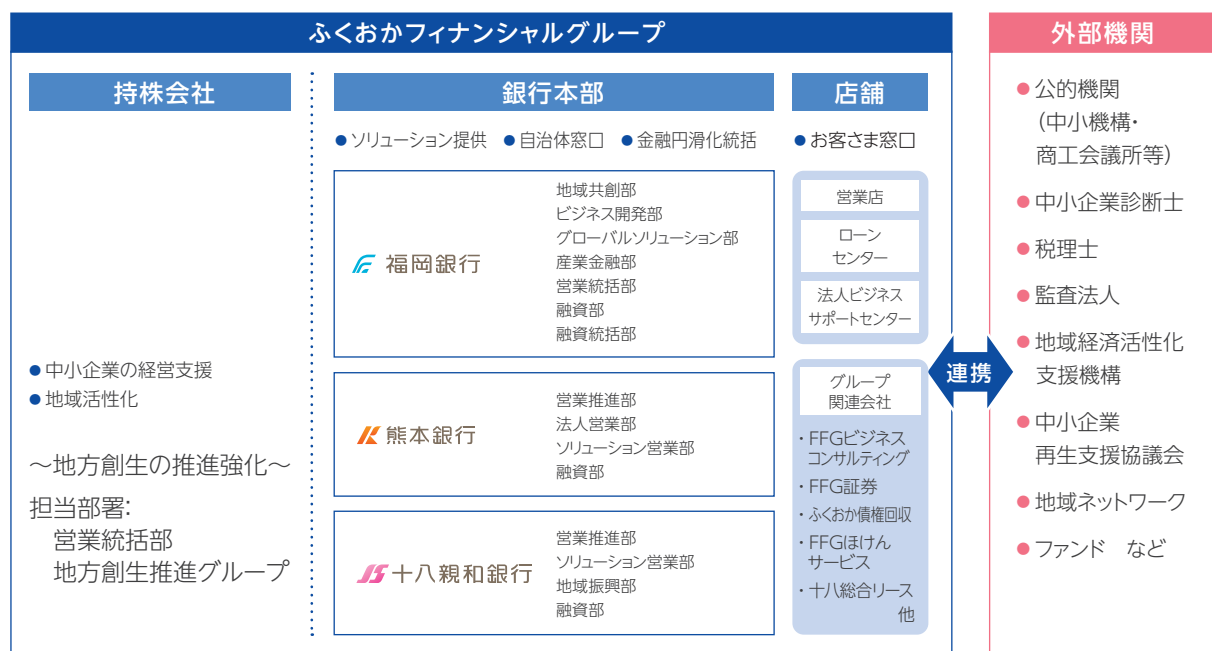 ふくおかフィナンシャルグループ
持株会社
●中小企業の経営支援
●地域活性化
～地方創生の推進強化～
担当部署:
営業統括部
地方創生推進グループ
銀行本部
●ソリューション提供 ●自治体窓口 ●金融円滑化統括
福岡銀行
地域共創部
ビジネス開発部
グローバルソリューション部
産業金融部
営業統括部
融資部
融資統括部
熊本銀行
営業推進部
法人営業部
ソリューション営業部
融資部
十八親和銀行
営業推進部
ソリューション営業部
地域振興部
融資部
店舗
●お客さま窓口
営業店
ローン
センター
法人ビジネス
サポートセンター
グループ
関連会社
・FFGビジネス
コンサルティング
・FFG証券
・ふくおか債権回収
・FFGほけん
サービス
・十八総合リース
他
連携
外部機関
●公的機関
(中小機構・
商工会議所等)
●中小企業診断士
●税理士
●監査法人
●地域経済活性化
支援機構
●中小企業
再生支援協議会
●地域ネットワーク
●ファンド など